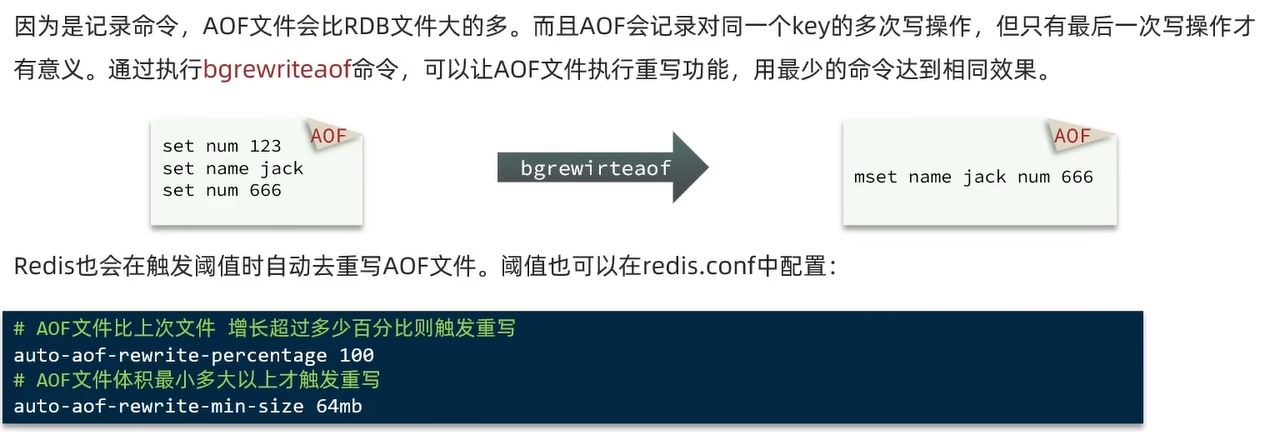 因为是记录命令，AOF文件会比RDB文件大的多。而且AOF会记录对同一个key的多次写操作，但只有最后一次写操作才
有意义。通过执行bgrewriteaof命令，可以让AOF文件执行重写功能，用最少的命令达到相同效果。
AOF
set num 123
set name jack
set num 666
bgrewirteaof
AOF
mset name jack num 666
Redis也会在触发阈值时自动去重写AOF文件。阈值也可以在redis.conf中配置：
# AOF文件比上次文件 增长超过多少百分比则触发重写
auto-aof-rewrite-percentage 100
# AOF文件体积最小多大以上才触发重写
auto-aof-rewrite-min-size 64mb